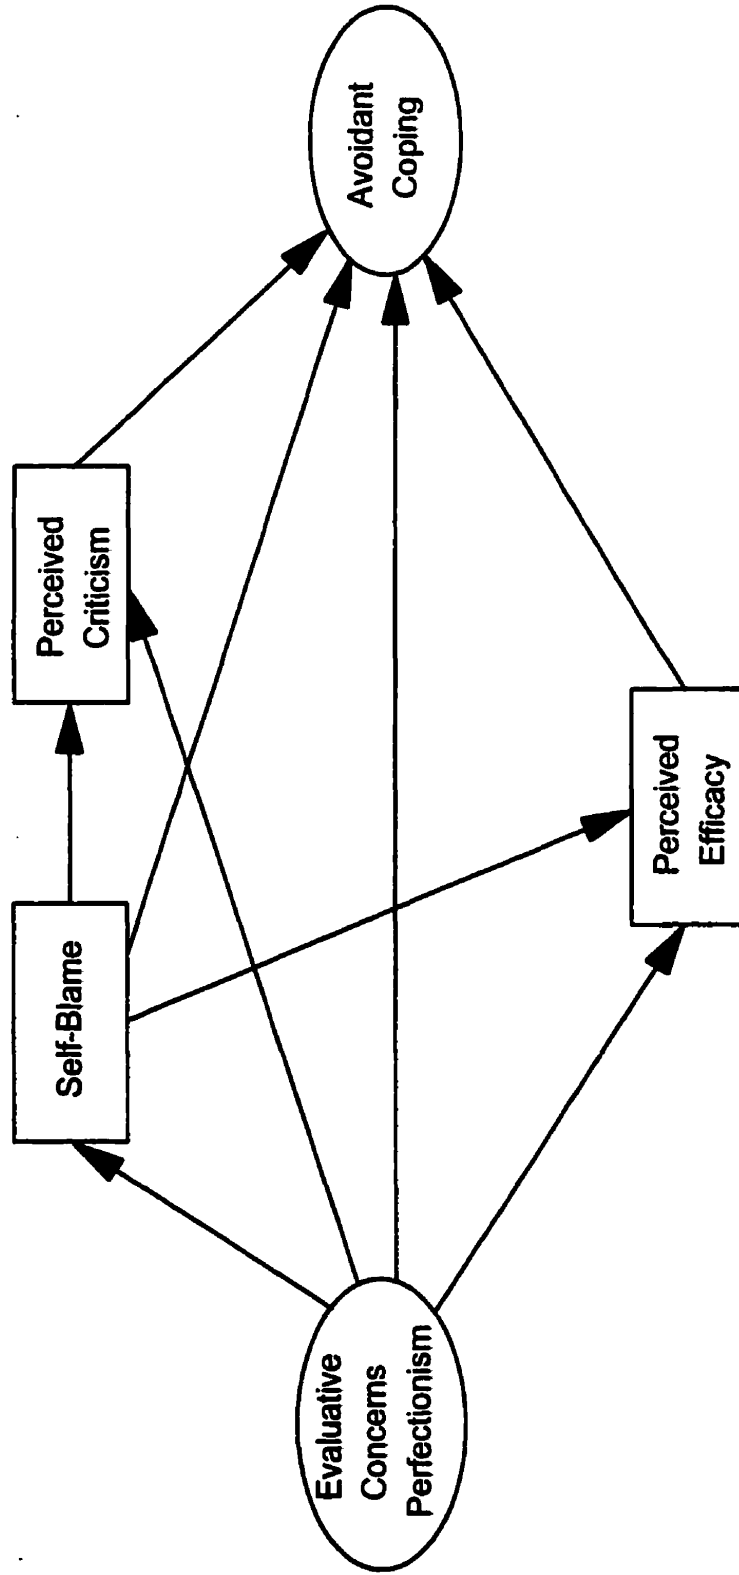 Evaluative
Concerns
Perfectionism
Self-Blame
Perceived
Criticism
Perceived
Efficacy
Avoidant
Coping